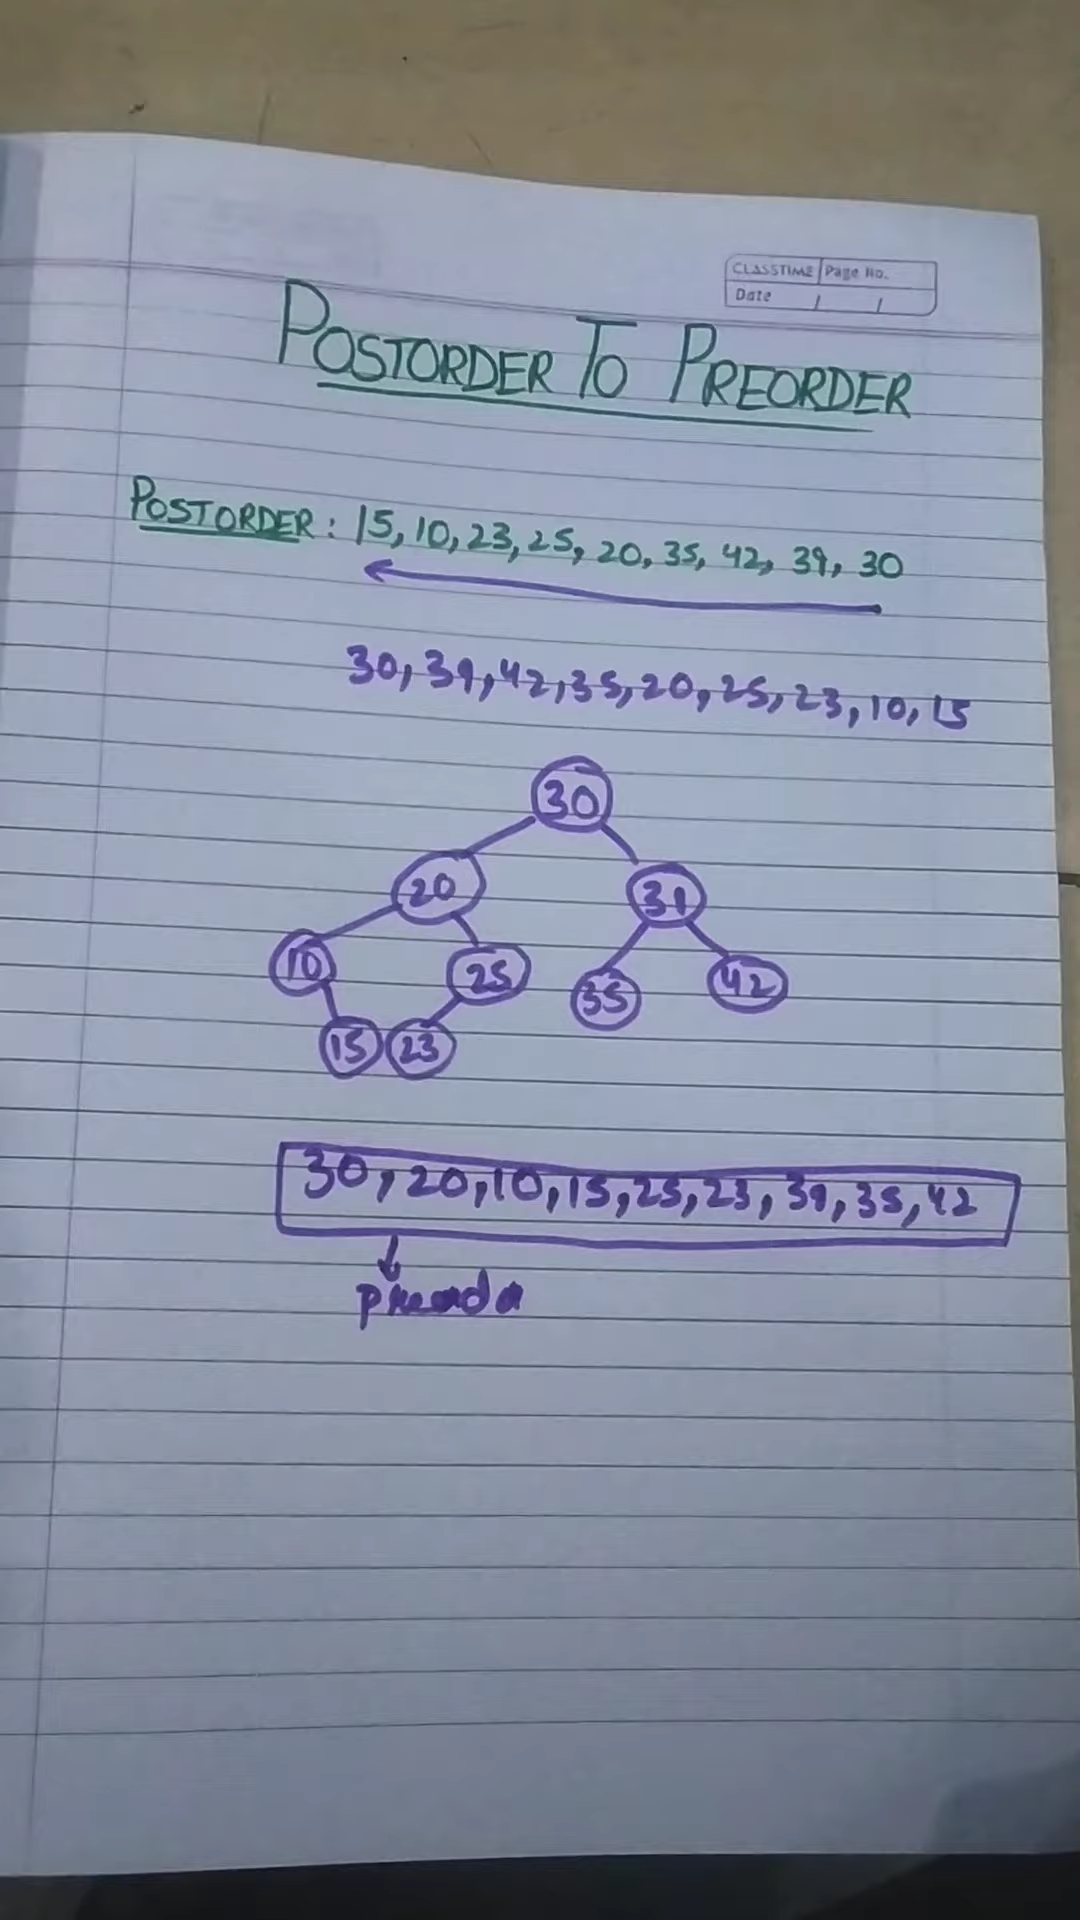 CLASSTIME Page No.
Date / /
POSTORDER TO PREORDER
POSTORDER: 15, 10, 23, 25, 20, 35, 42, 39, 30
30, 39, 42, 35, 20, 25, 23, 10, 15
30
20 39
10 25 35 42
15 23
30, 20, 10, 15, 25, 23, 39, 35, 42
preorder